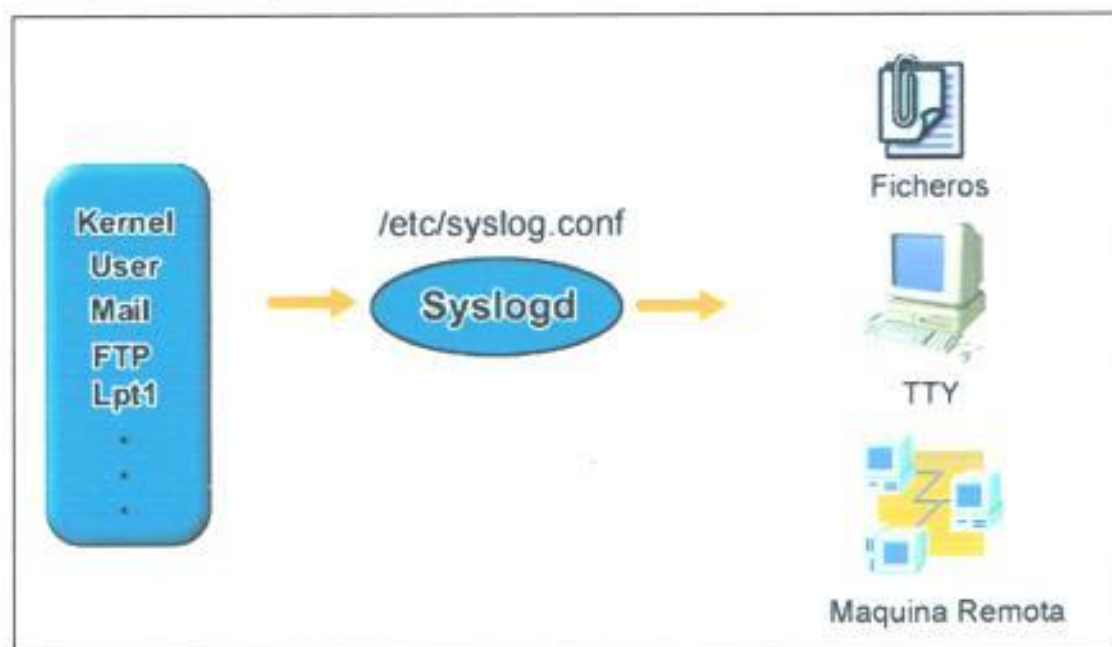 Kernel
User
Mail
FTP
Lpt1
/etc/syslog.conf
Syslogd
Ficheros
TTY
Maquina Remota